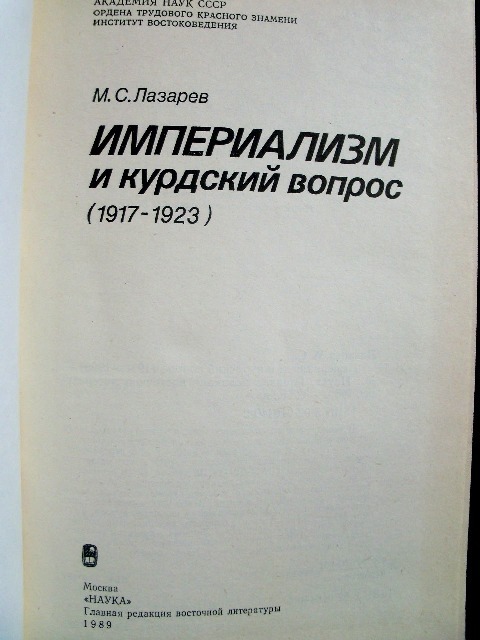 АКАДЕМИЯ НАУК СССР
ОРДЕНА ТРУДОВОГО КРАСНОГО ЗНАМЕНИ
ИНСТИТУТ ВОСТОКОВЕДЕНИЯ
М.С.Лазарев
ИМПЕРИАЛИЗМ
и курдский вопрос
(1917-1923)
Москва
«НАУКА»
Главная редакция восточной литературы
1989